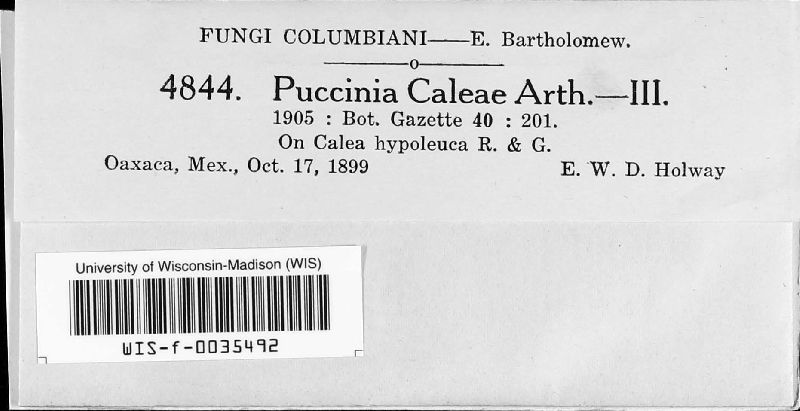 FUNGI COLUMBIANI—E. Bartholomew.
4844. Puccinia Caleae Arth.—III.
1905 : Bot. Gazette 40 : 201.
On Calea hypoleuca R. & G.
Oaxaca, Mex., Oct. 17, 1899 E. W. D. Holway
University of Wisconsin-Madison (WIS)
WIS-f-0035492